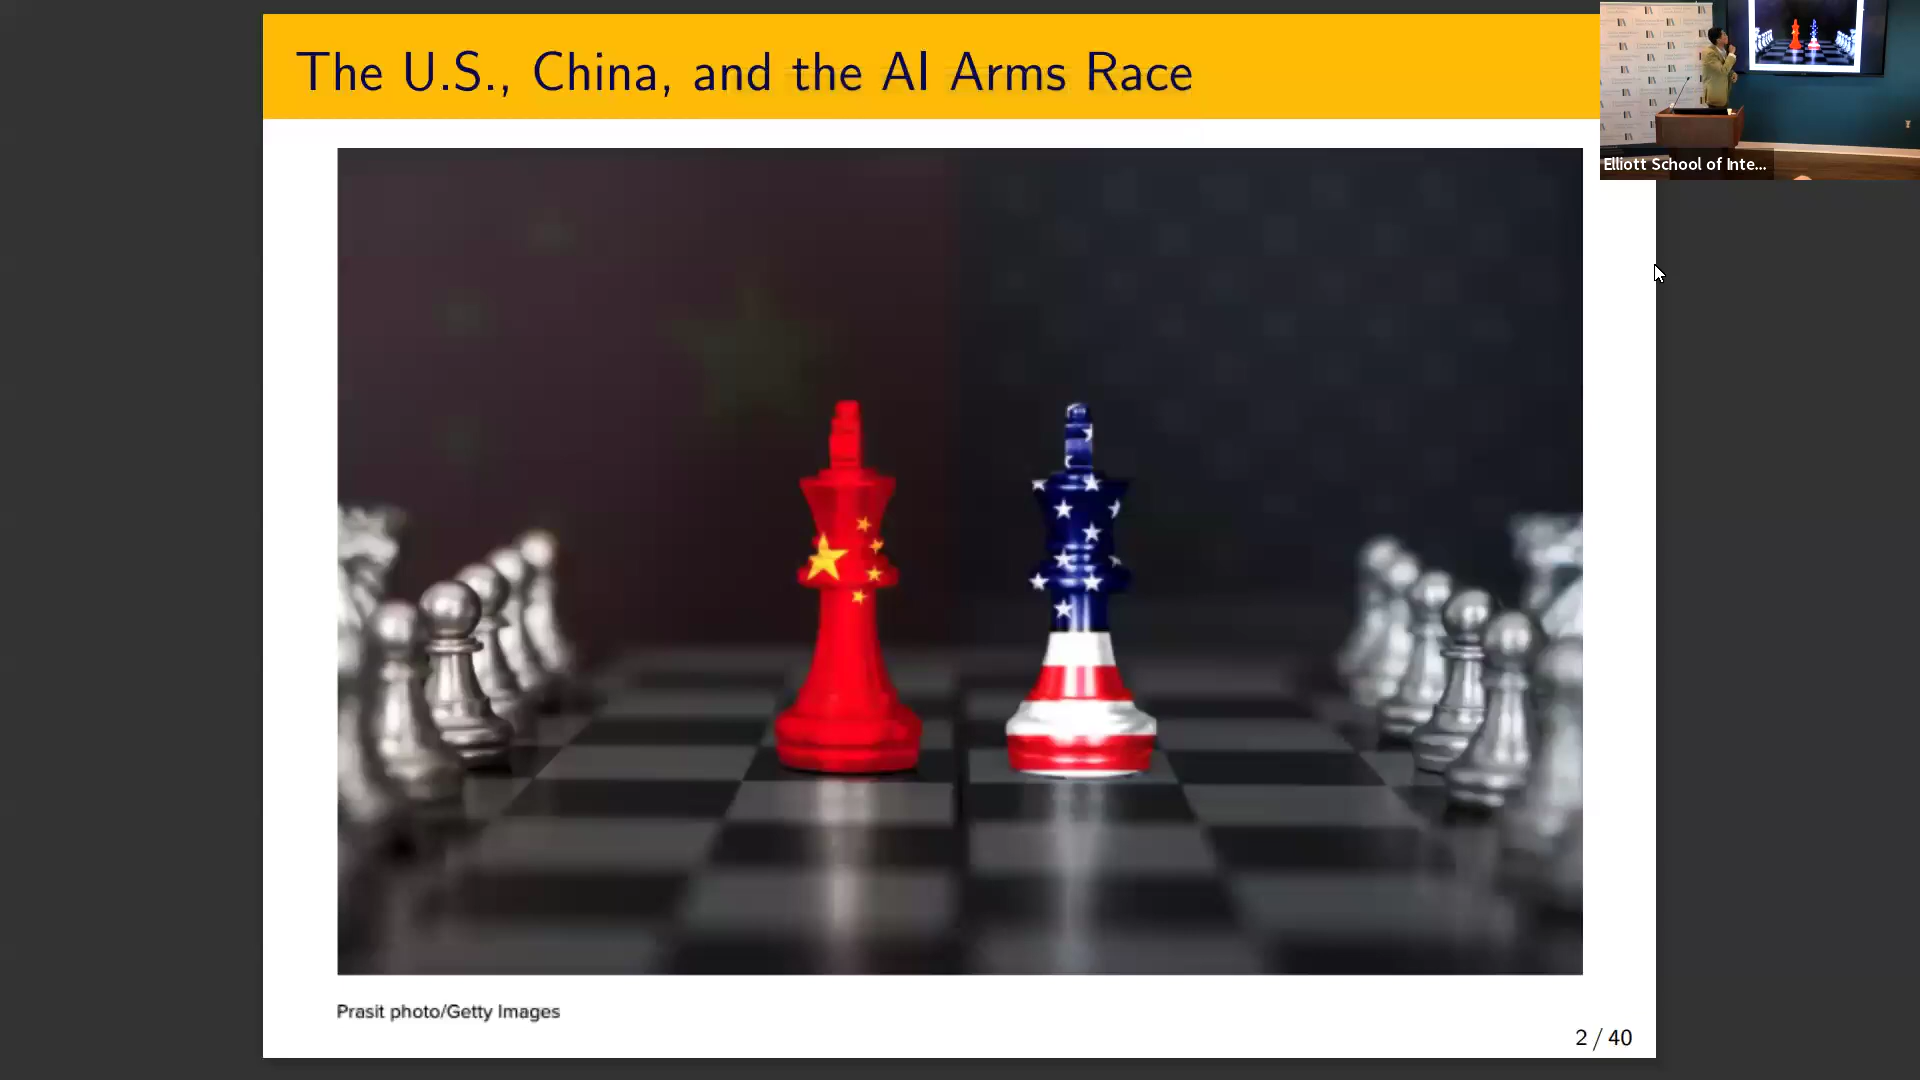 The U.S., China, and the AI Arms Race
Elliott School of Inte...
Prasit photo/Getty Images
2 / 40